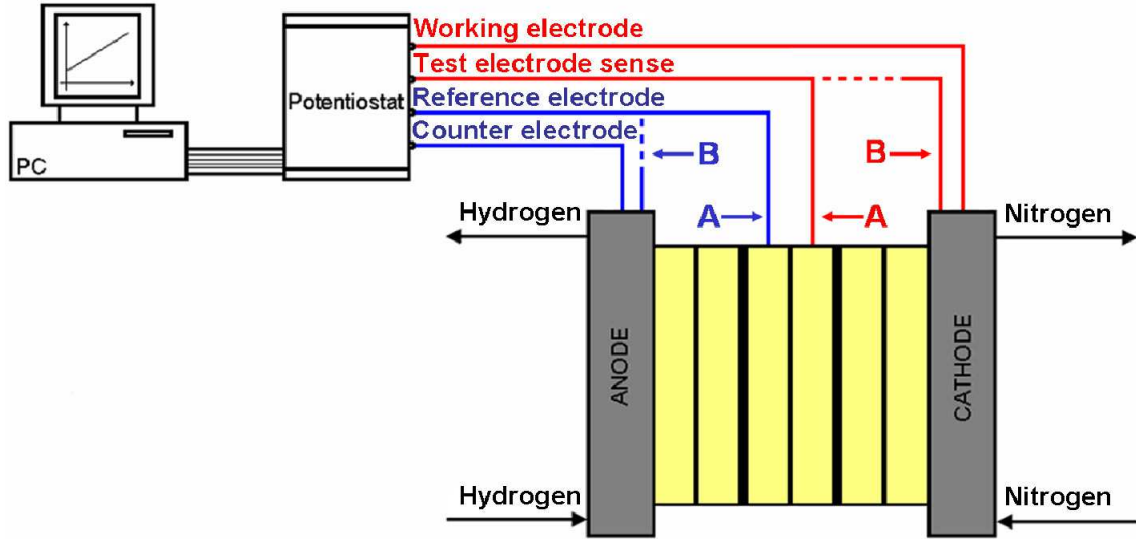 Working electrode
Test electrode sense
Reference electrode
Counter electrode
Potentiostat
PC
B
B
A
A
Hydrogen
Nitrogen
ANODE
CATHODE
Hydrogen
Nitrogen